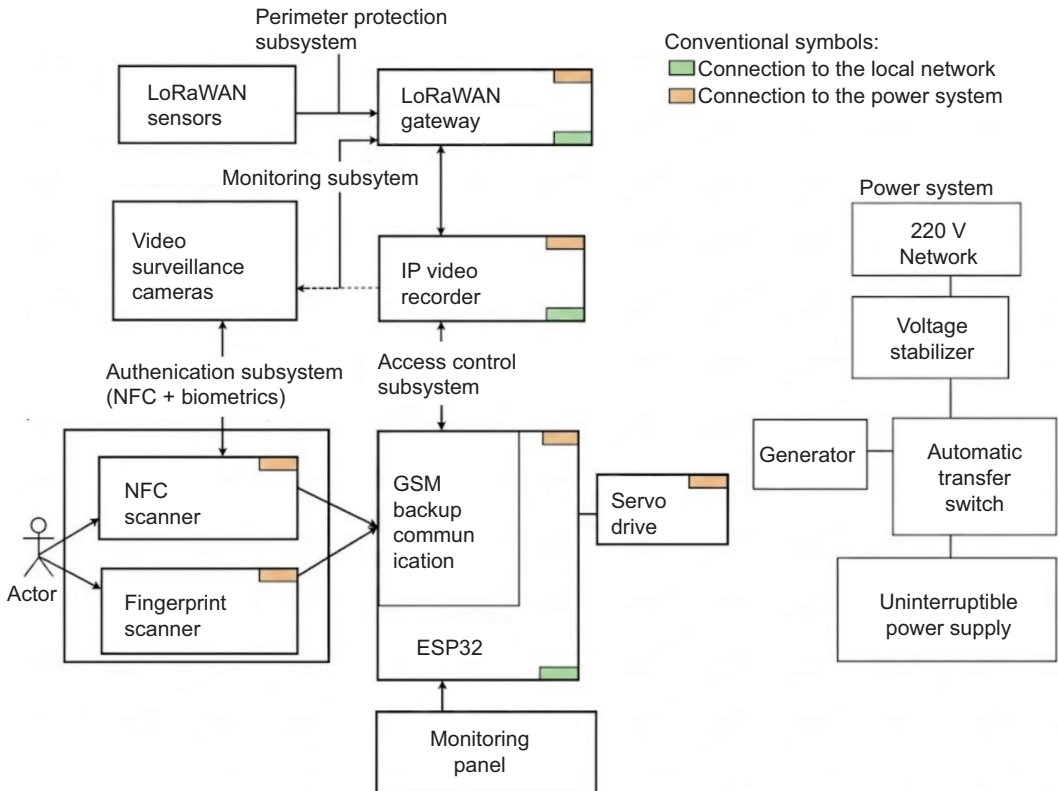 Perimeter protection
subsystem
Conventional symbols:
Connection to the local network
Connection to the power system
LoRaWAN
sensors
LoRaWAN
gateway
Monitoring subsytem
Power system
220 V
Network
Video
surveillance
cameras
IP video
recorder
Voltage
stabilizer
Authenication subsystem
(NFC + biometrics)
Access control
subsystem
Generator
Automatic
transfer
switch
NFC
scanner
GSM
backup
commun
ication
Servo
drive
Actor
Fingerprint
scanner
ESP32
Uninterruptible
power supply
Monitoring
panel